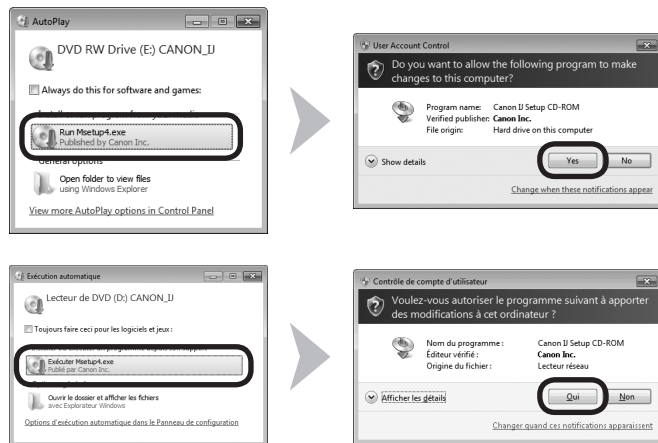 AutoPlay
DVD RW Drive (E:) CANON_IJ
Always do this for software and games:
Run Msetup4.exe
Published by Canon Inc.
General options
Open folder to view files
using Windows Explorer
View more AutoPlay options in Control Panel
User Account Control
Do you want to allow the following program to make
changes to this computer?
Program name: Canon IJ Setup CD-ROM
Verified publisher: Canon Inc.
File origin: Hard drive on this computer
Show details
Yes No
Change when these notifications appear
Exécution automatique
Lecteur de DVD (D:) CANON_IJ
Toujours faire ceci pour les logiciels et jeux :
Exécuter Msetup4.exe
Publié par Canon Inc.
Ouvrir le dossier et afficher les fichiers
avec Explorateur Windows
Options d'exécution automatique dans le Panneau de configuration
Contrôle de compte d'utilisateur
Voulez-vous autoriser le programme suivant à apporter
des modifications à cet ordinateur ?
Nom du programme : Canon IJ Setup CD-ROM
Éditeur vérifié : Canon Inc.
Origine du fichier : Lecteur réseau
Afficher les détails
Oui Non
Changer quand ces notifications apparaissent